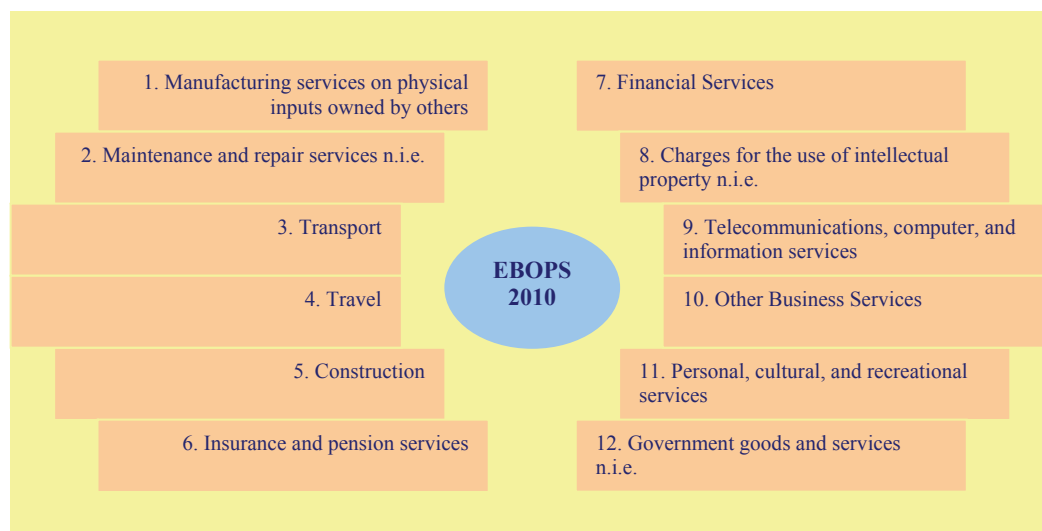 1. Manufacturing services on physical
inputs owned by others
2. Maintenance and repair services n.i.e.
3. Transport
4. Travel
5. Construction
6. Insurance and pension services
EBOPS
2010
7. Financial Services
8. Charges for the use of intellectual
property n.i.e.
9. Telecommunications, computer, and
information services
10. Other Business Services
11. Personal, cultural, and recreational
services
12. Government goods and services
n.i.e.